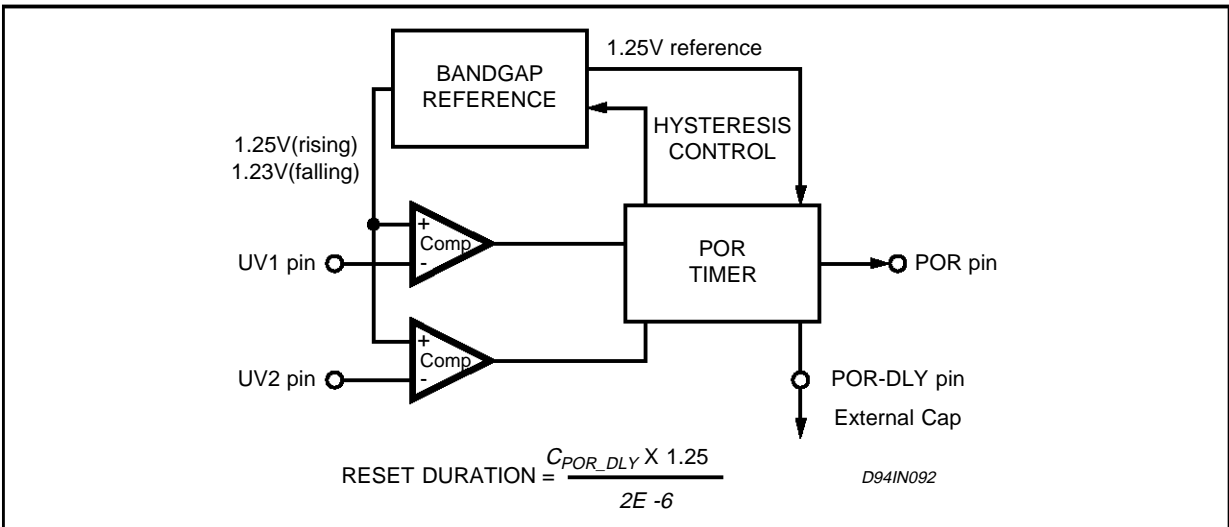 BANDGAP
REFERENCE
1.25V reference
HYSTERESIS
CONTROL
1.25V(rising)
1.23V(falling)
+
Comp
-
UV1 pin
POR
TIMER
POR pin
+
Comp
-
UV2 pin
POR-DLY pin
External Cap
RESET DURATION = C_POR_DLY X 1.25
2E -6
D94IN092